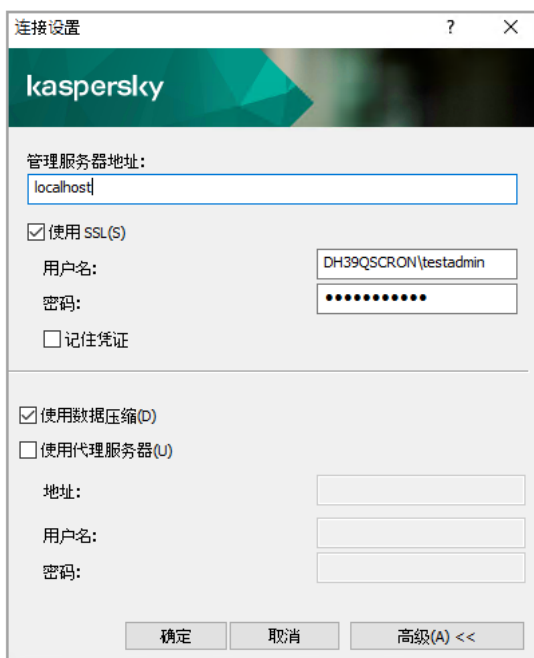 连接设置
?
kaspersky
管理服务器地址:
localhost
使用 SSL(S)
用户名: DH39QSCRON\testadmin
密码: •••••••••••
记住凭证
使用数据压缩(D)
使用代理服务器(U)
地址:
用户名:
密码:
确定 取消 高级(A) <<